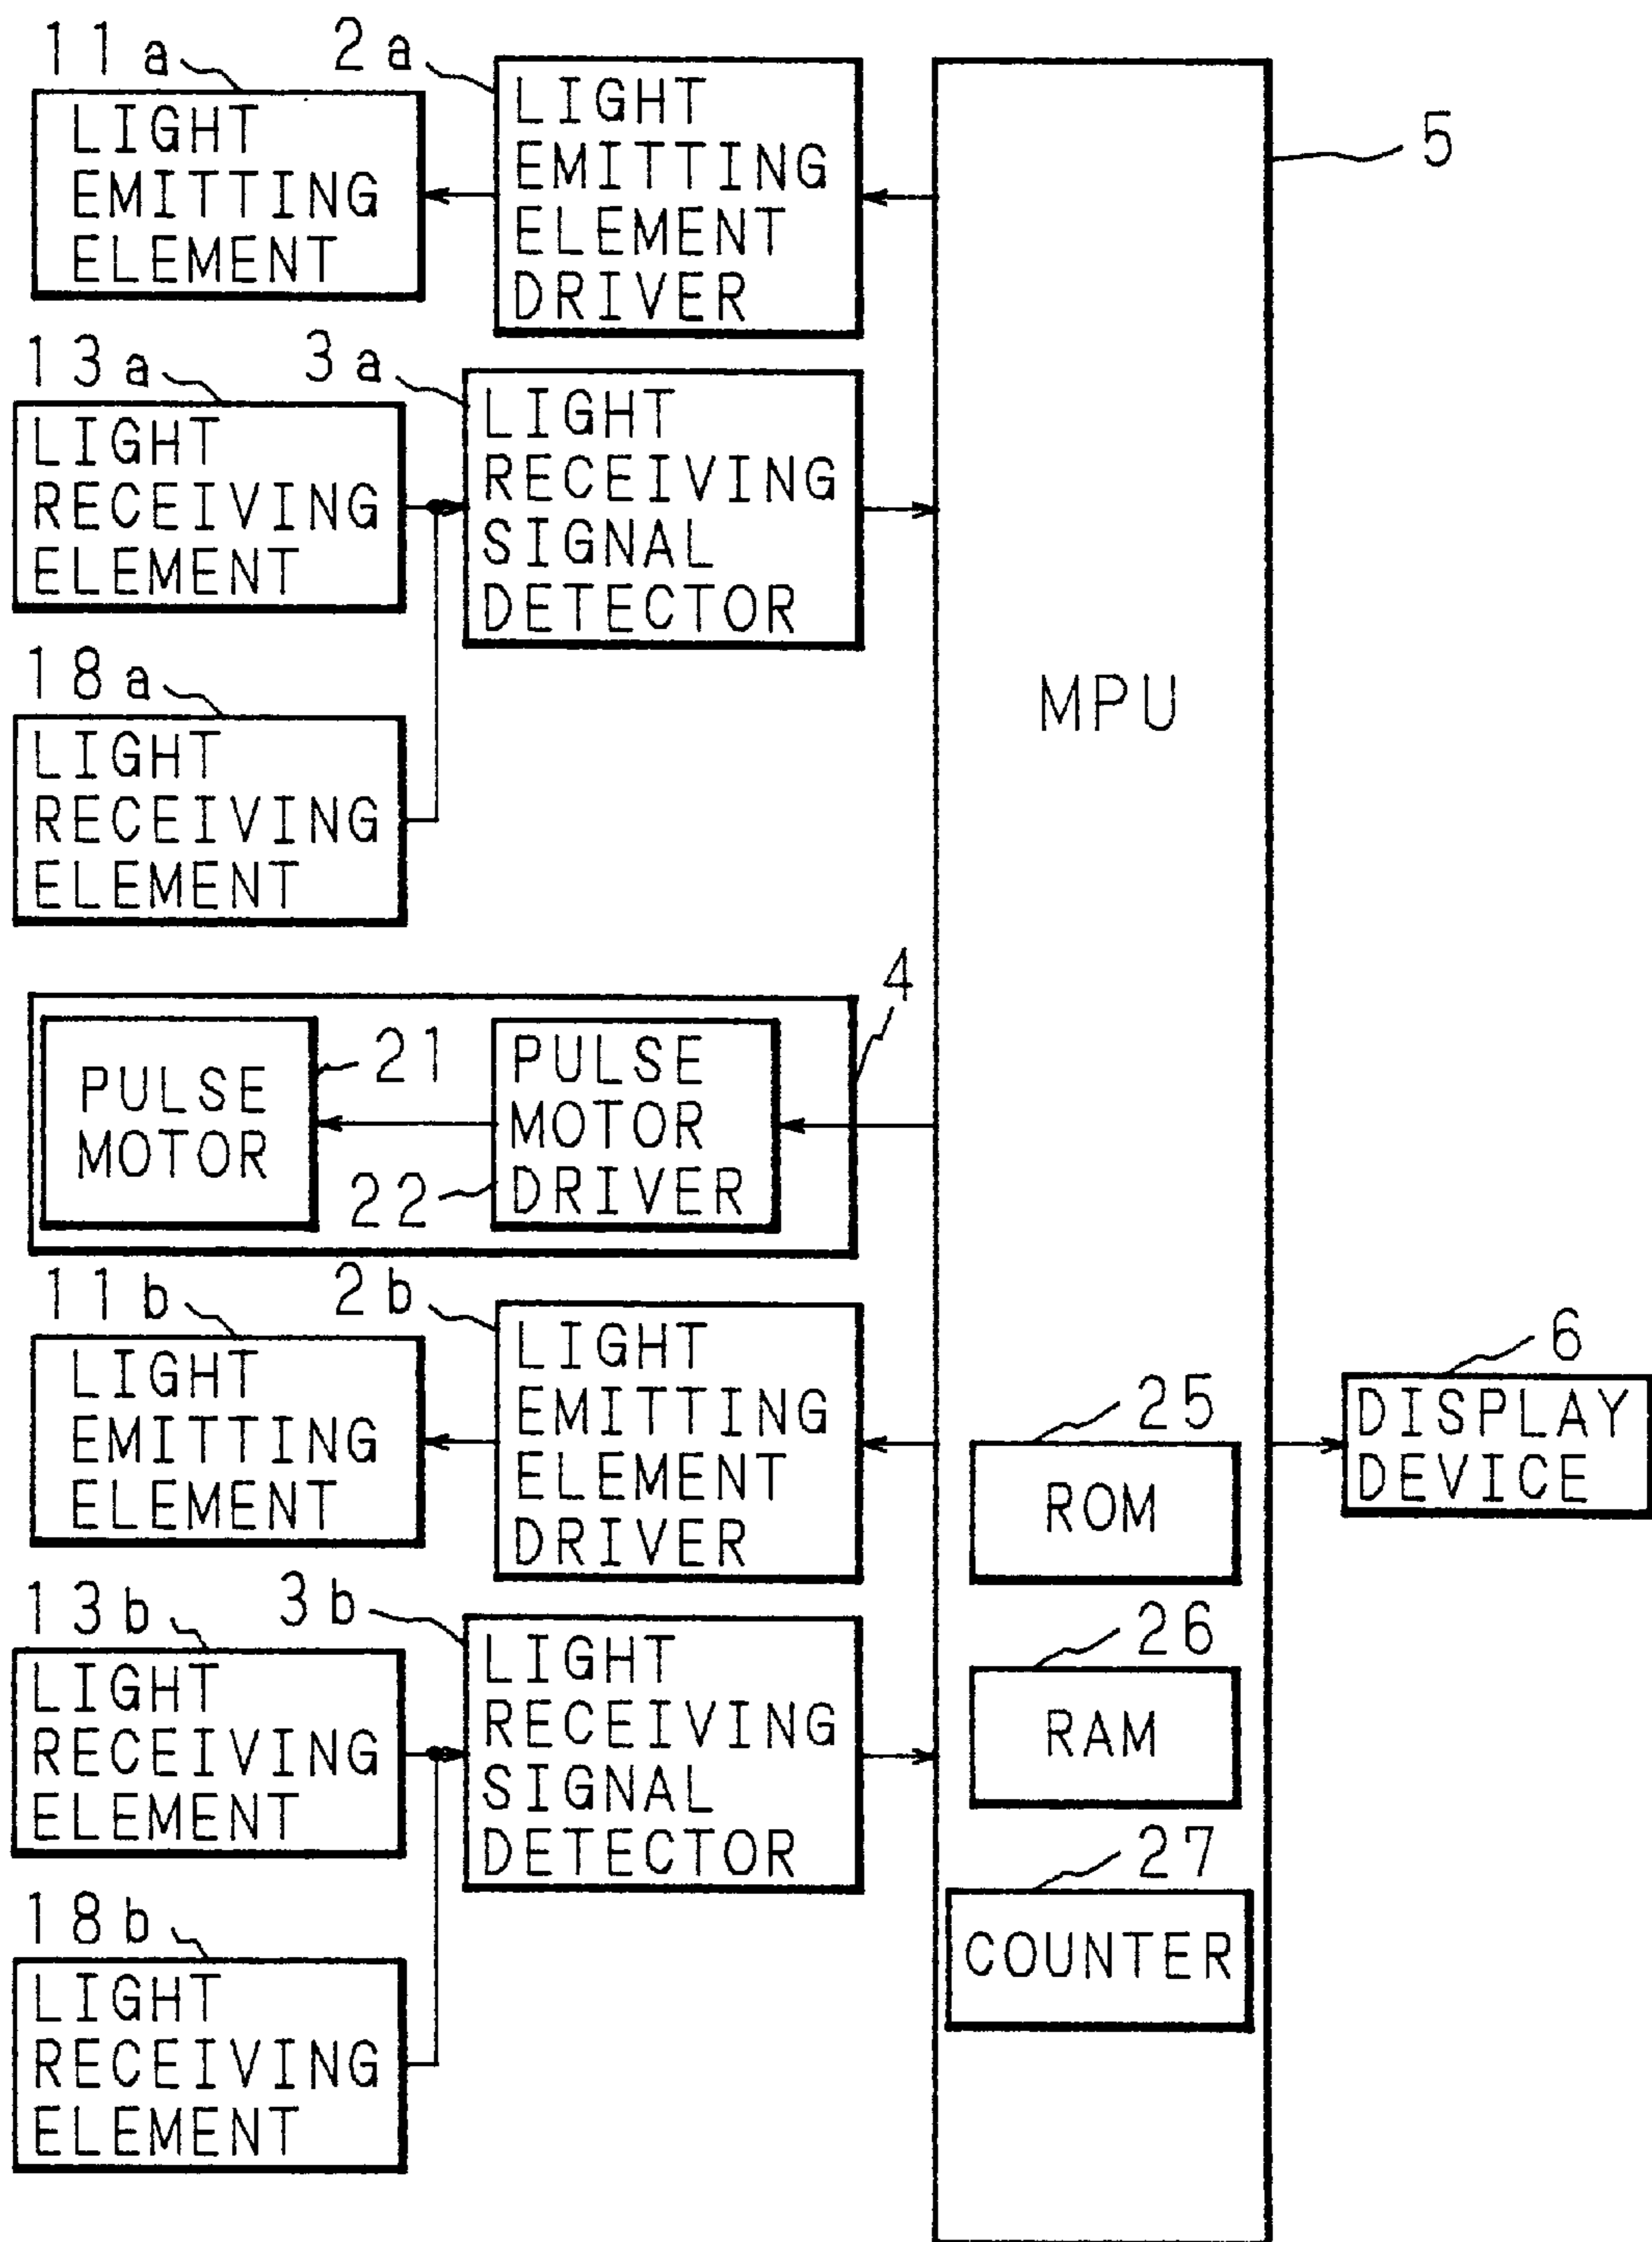 11a
LIGHT
EMITTING
ELEMENT
2a
LIGHT
EMITTING
ELEMENT
DRIVER
5
13a
LIGHT
RECEIVING
ELEMENT
3a
LIGHT
RECEIVING
SIGNAL
DETECTOR
18a
LIGHT
RECEIVING
ELEMENT
MPU
4
PULSE
MOTOR
21
22
PULSE
MOTOR
DRIVER
11b
LIGHT
EMITTING
ELEMENT
2b
LIGHT
EMITTING
ELEMENT
DRIVER
25
ROM
6
DISPLAY
DEVICE
13b
LIGHT
RECEIVING
ELEMENT
3b
LIGHT
RECEIVING
SIGNAL
DETECTOR
26
RAM
18b
LIGHT
RECEIVING
ELEMENT
27
COUNTER